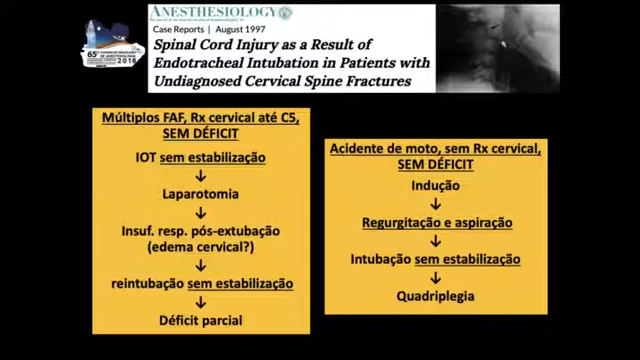 ANESTHESIOLOGY
Case Reports | August 1997
Spinal Cord Injury as a Result of
Endotracheal Intubation in Patients with
Undiagnosed Cervical Spine Fractures
65º
2018
Múltiplos FAF, Rx cervical até C5,
SEM DÉFICIT
IOT sem estabilização
↓
Laparotomia
↓
Insuf. resp. pós-extubação
(edema cervical?)
↓
reintubação sem estabilização
↓
Déficit parcial
Acidente de moto, sem Rx cervical,
SEM DÉFICIT
Indução
↓
Regurgitação e aspiração
↓
Intubação sem estabilização
↓
Quadriplegia